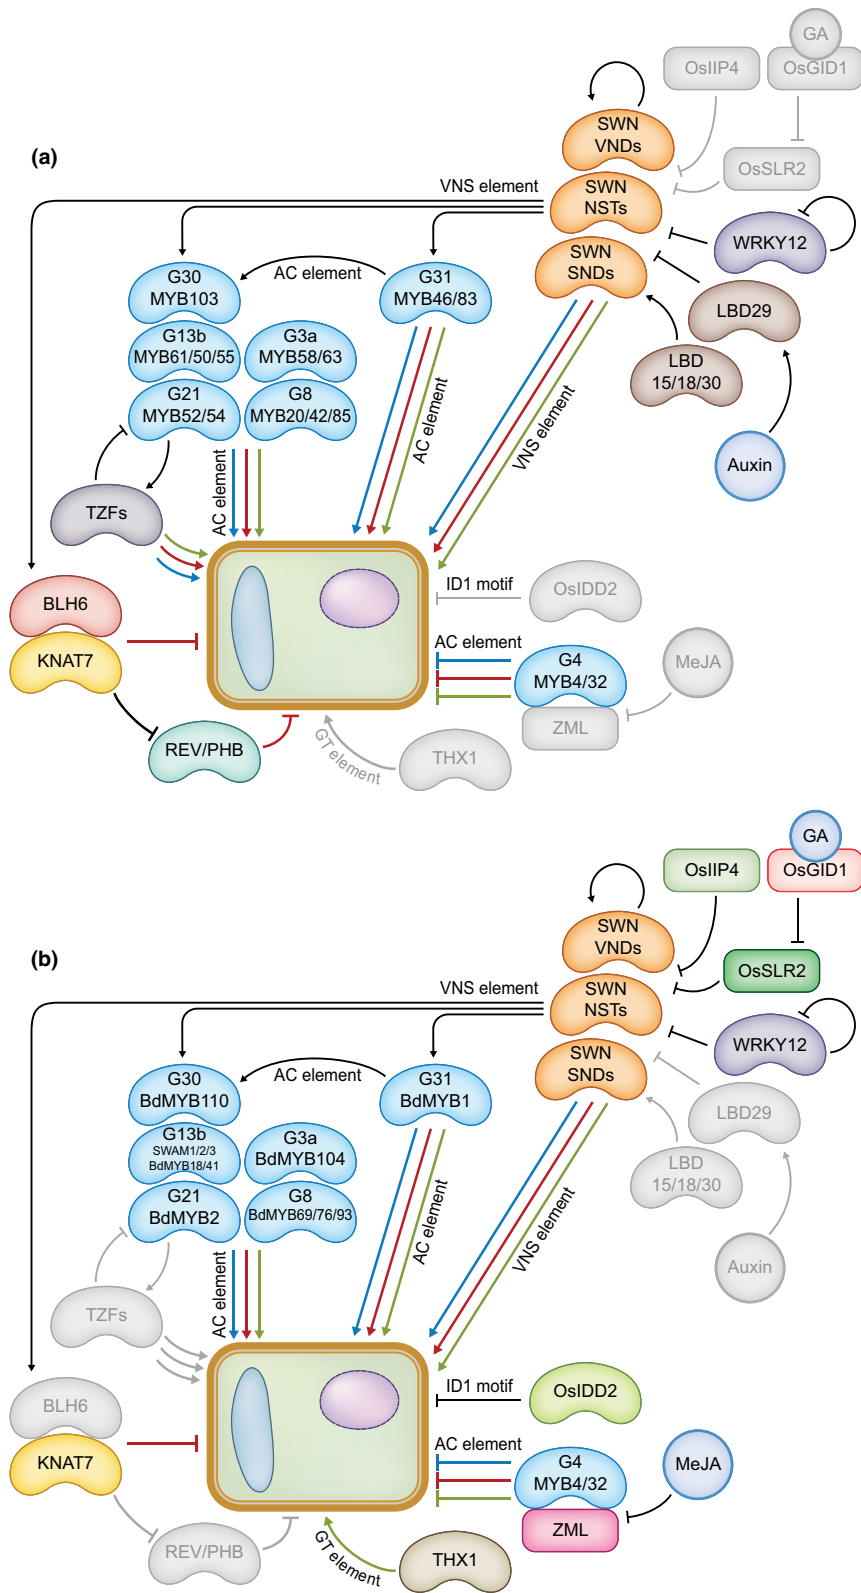 GA
OsIIP4
OsGID1
SWN
VNDs
(a)
OsSLR2
VNS element
SWN
NSTs
WRKY12
SWN
SNDs
G30
MYB103
AC element
G31
MYB46/83
LBD29
G13b
MYB61/50/55
G3a
MYB58/63
LBD
15/18/30
G21
MYB52/54
G8
MYB20/42/85
AC element
VNS element
Auxin
AC element
TZFs
ID1 motif
OsIDD2
BLH6
KNAT7
AC element
G4
MYB4/32
MeJA
ZML
REV/PHB
GT element
THX1
GA
OsIIP4
OsGID1
SWN
VNDs
(b)
OsSLR2
VNS element
SWN
NSTs
WRKY12
SWN
SNDs
G30
BdMYB110
AC element
G31
BdMYB1
LBD29
G13b
SWAM1/2/3
BdMYB18/41
G3a
BdMYB104
LBD
15/18/30
G21
BdMYB2
G8
BdMYB69/76/93
AC element
VNS element
Auxin
AC element
TZFs
ID1 motif
OsIDD2
BLH6
KNAT7
AC element
G4
MYB4/32
MeJA
ZML
REV/PHB
GT element
THX1